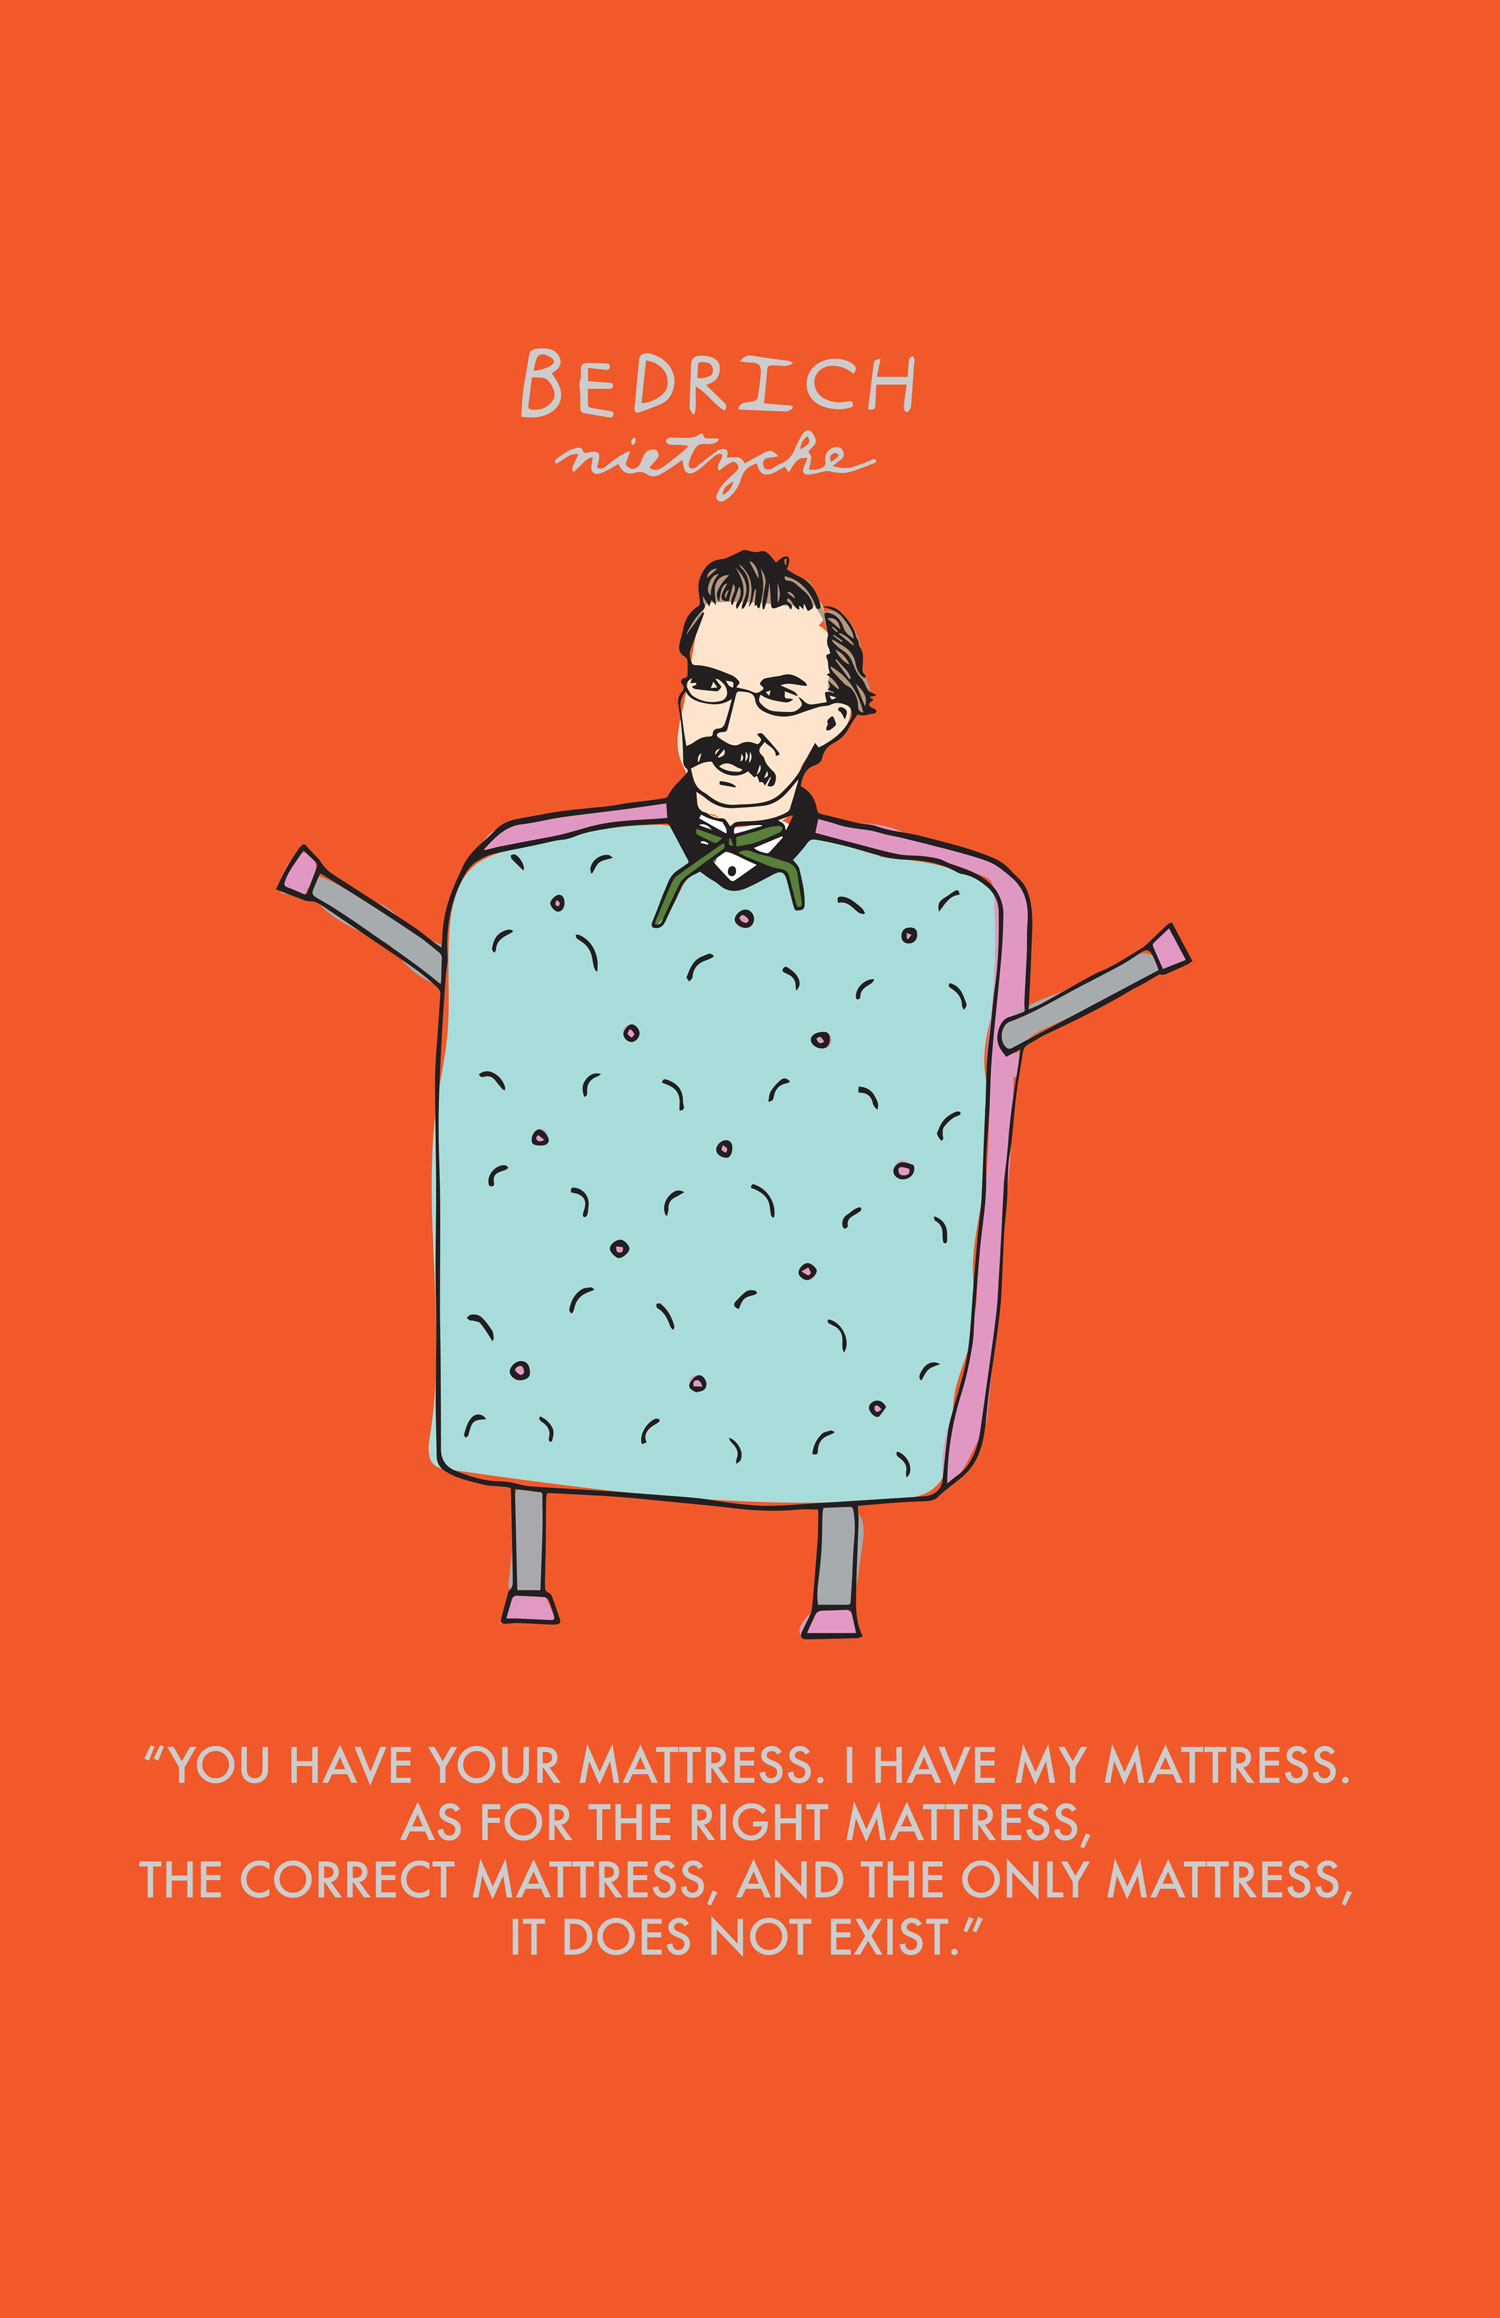 BEDRICH
nietzche
“YOU HAVE YOUR MATTRESS. I HAVE MY MATTRESS.
AS FOR THE RIGHT MATTRESS,
THE CORRECT MATTRESS, AND THE ONLY MATTRESS,
IT DOES NOT EXIST.”